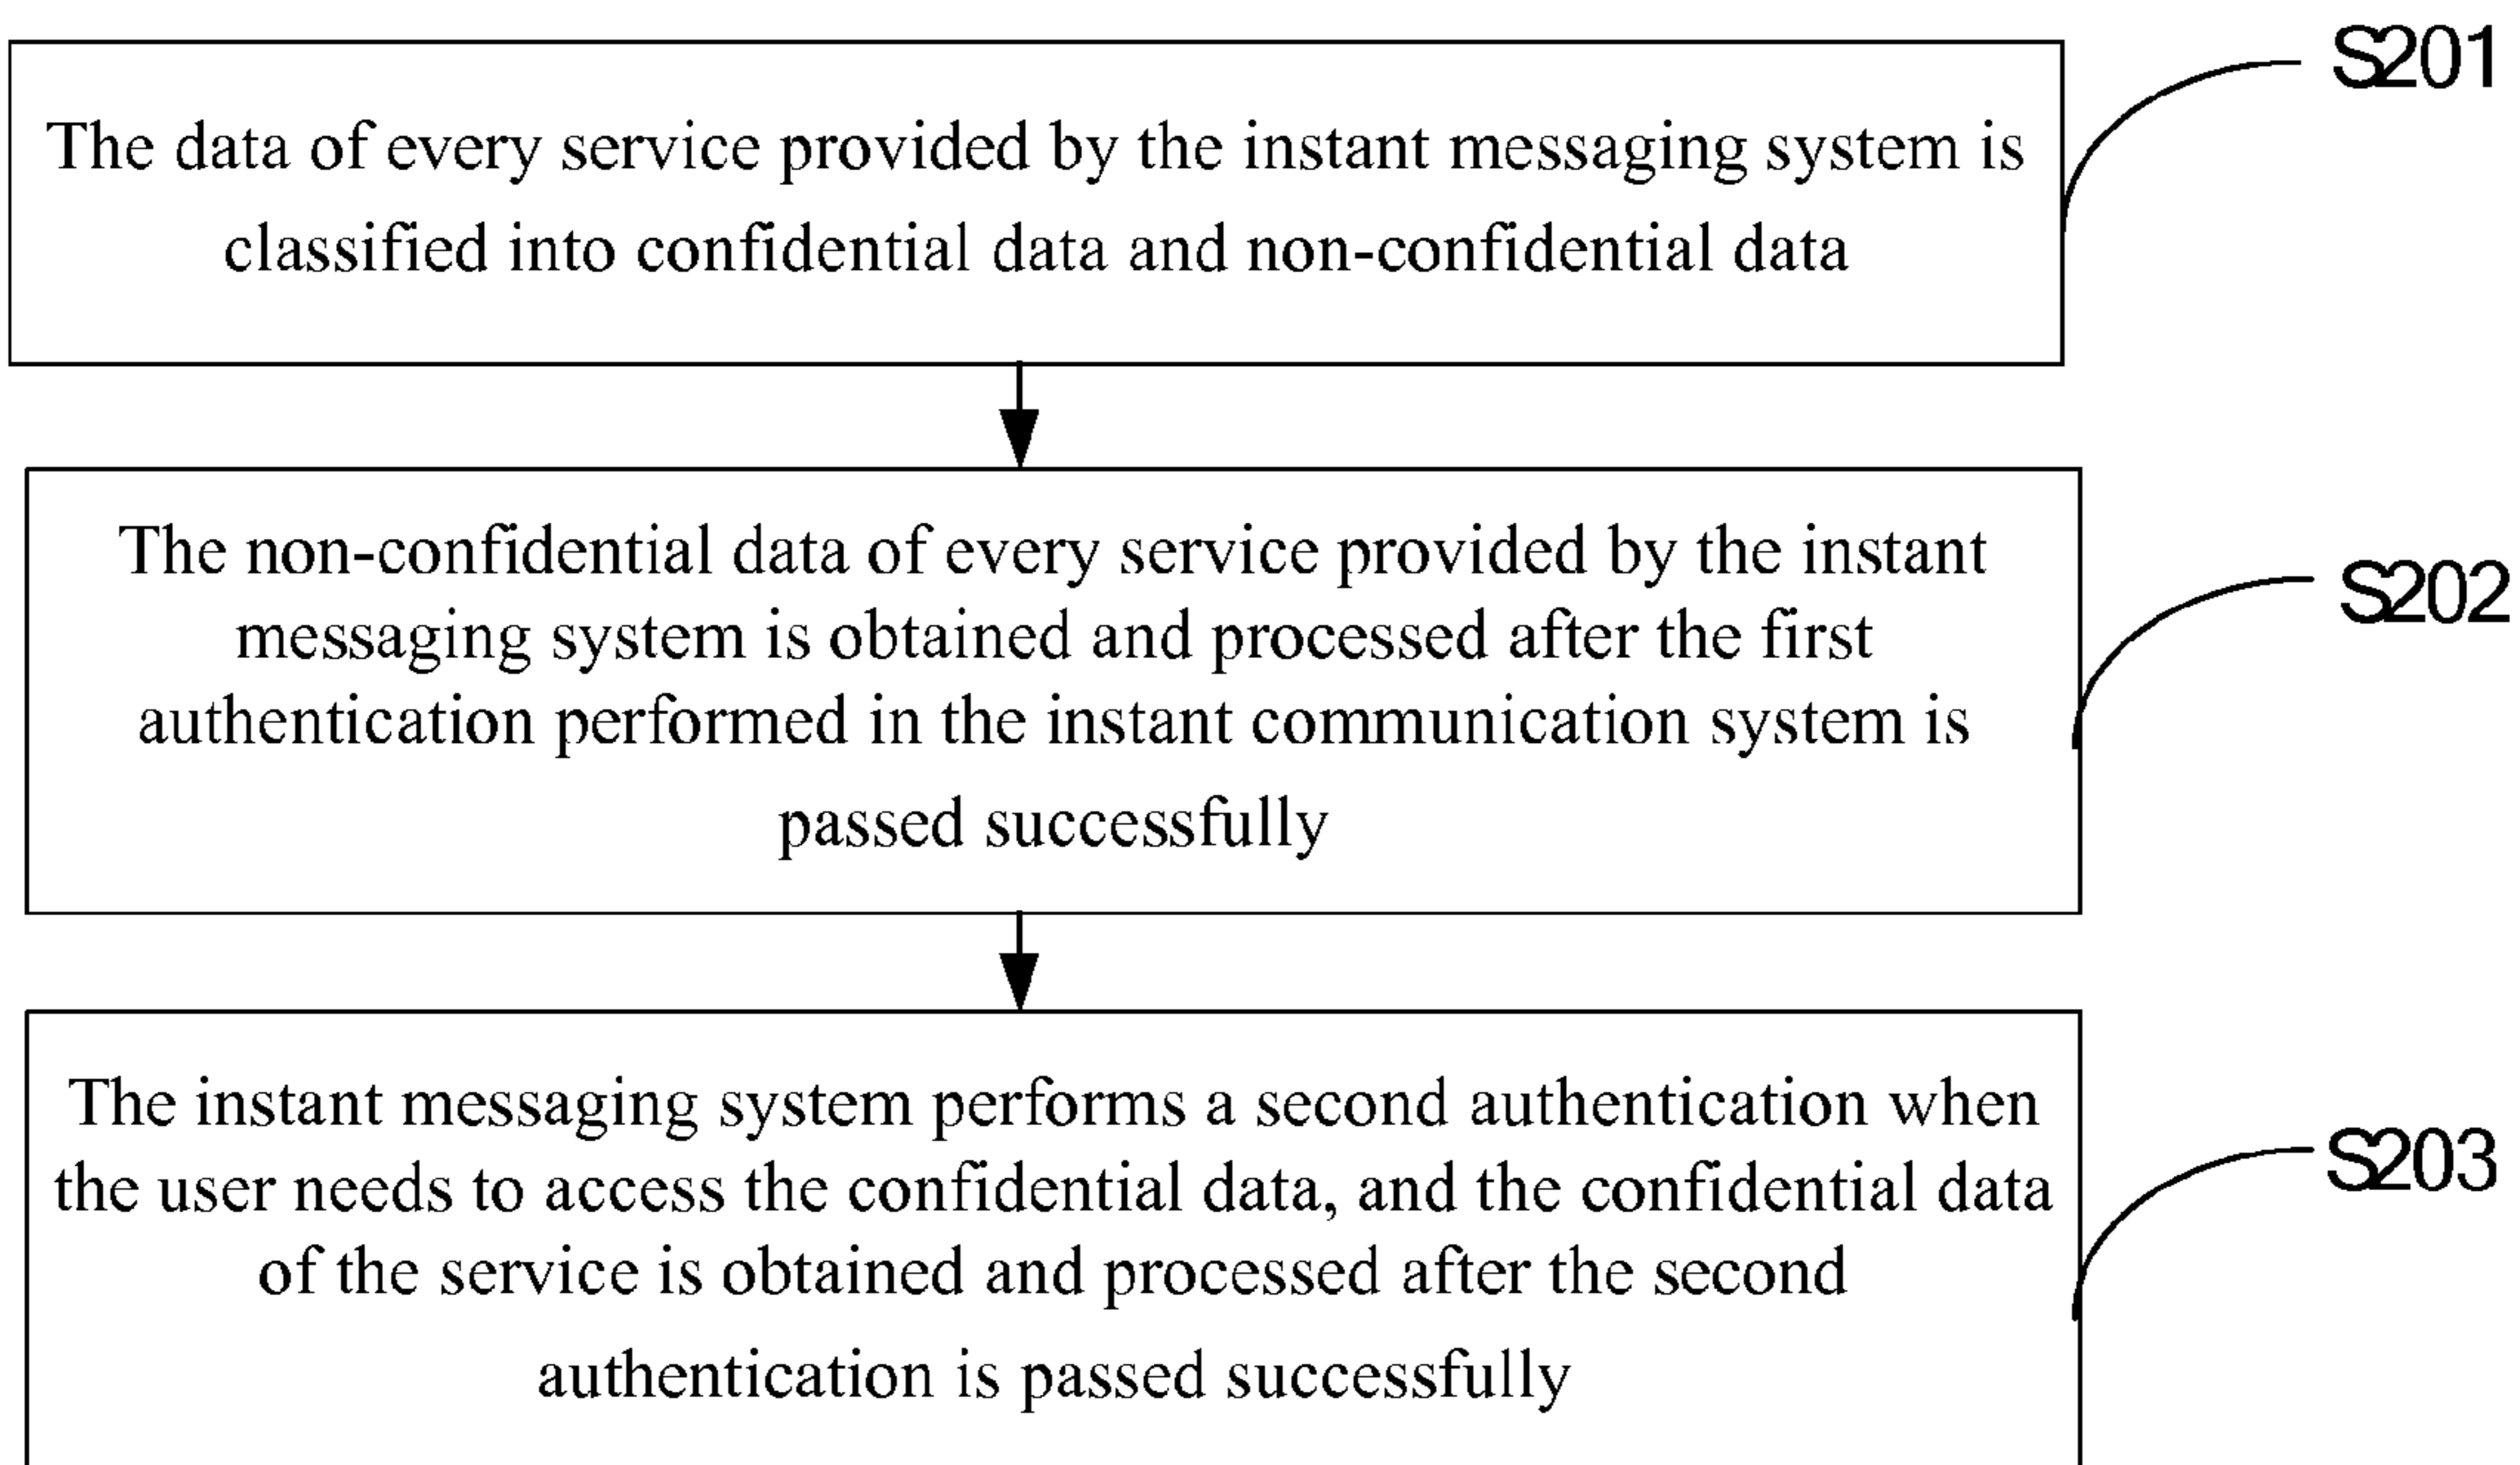 S201
The data of every service provided by the instant messaging system is
classified into confidential data and non-confidential data
The non-confidential data of every service provided by the instant
S202
messaging system is obtained and processed after the first
authentication performed in the instant communication system is
passed successfully
The instant messaging system performs a second authentication when
S203
the user needs to access the confidential data, and the confidential data
of the service is obtained and processed after the second
authentication is passed successfully